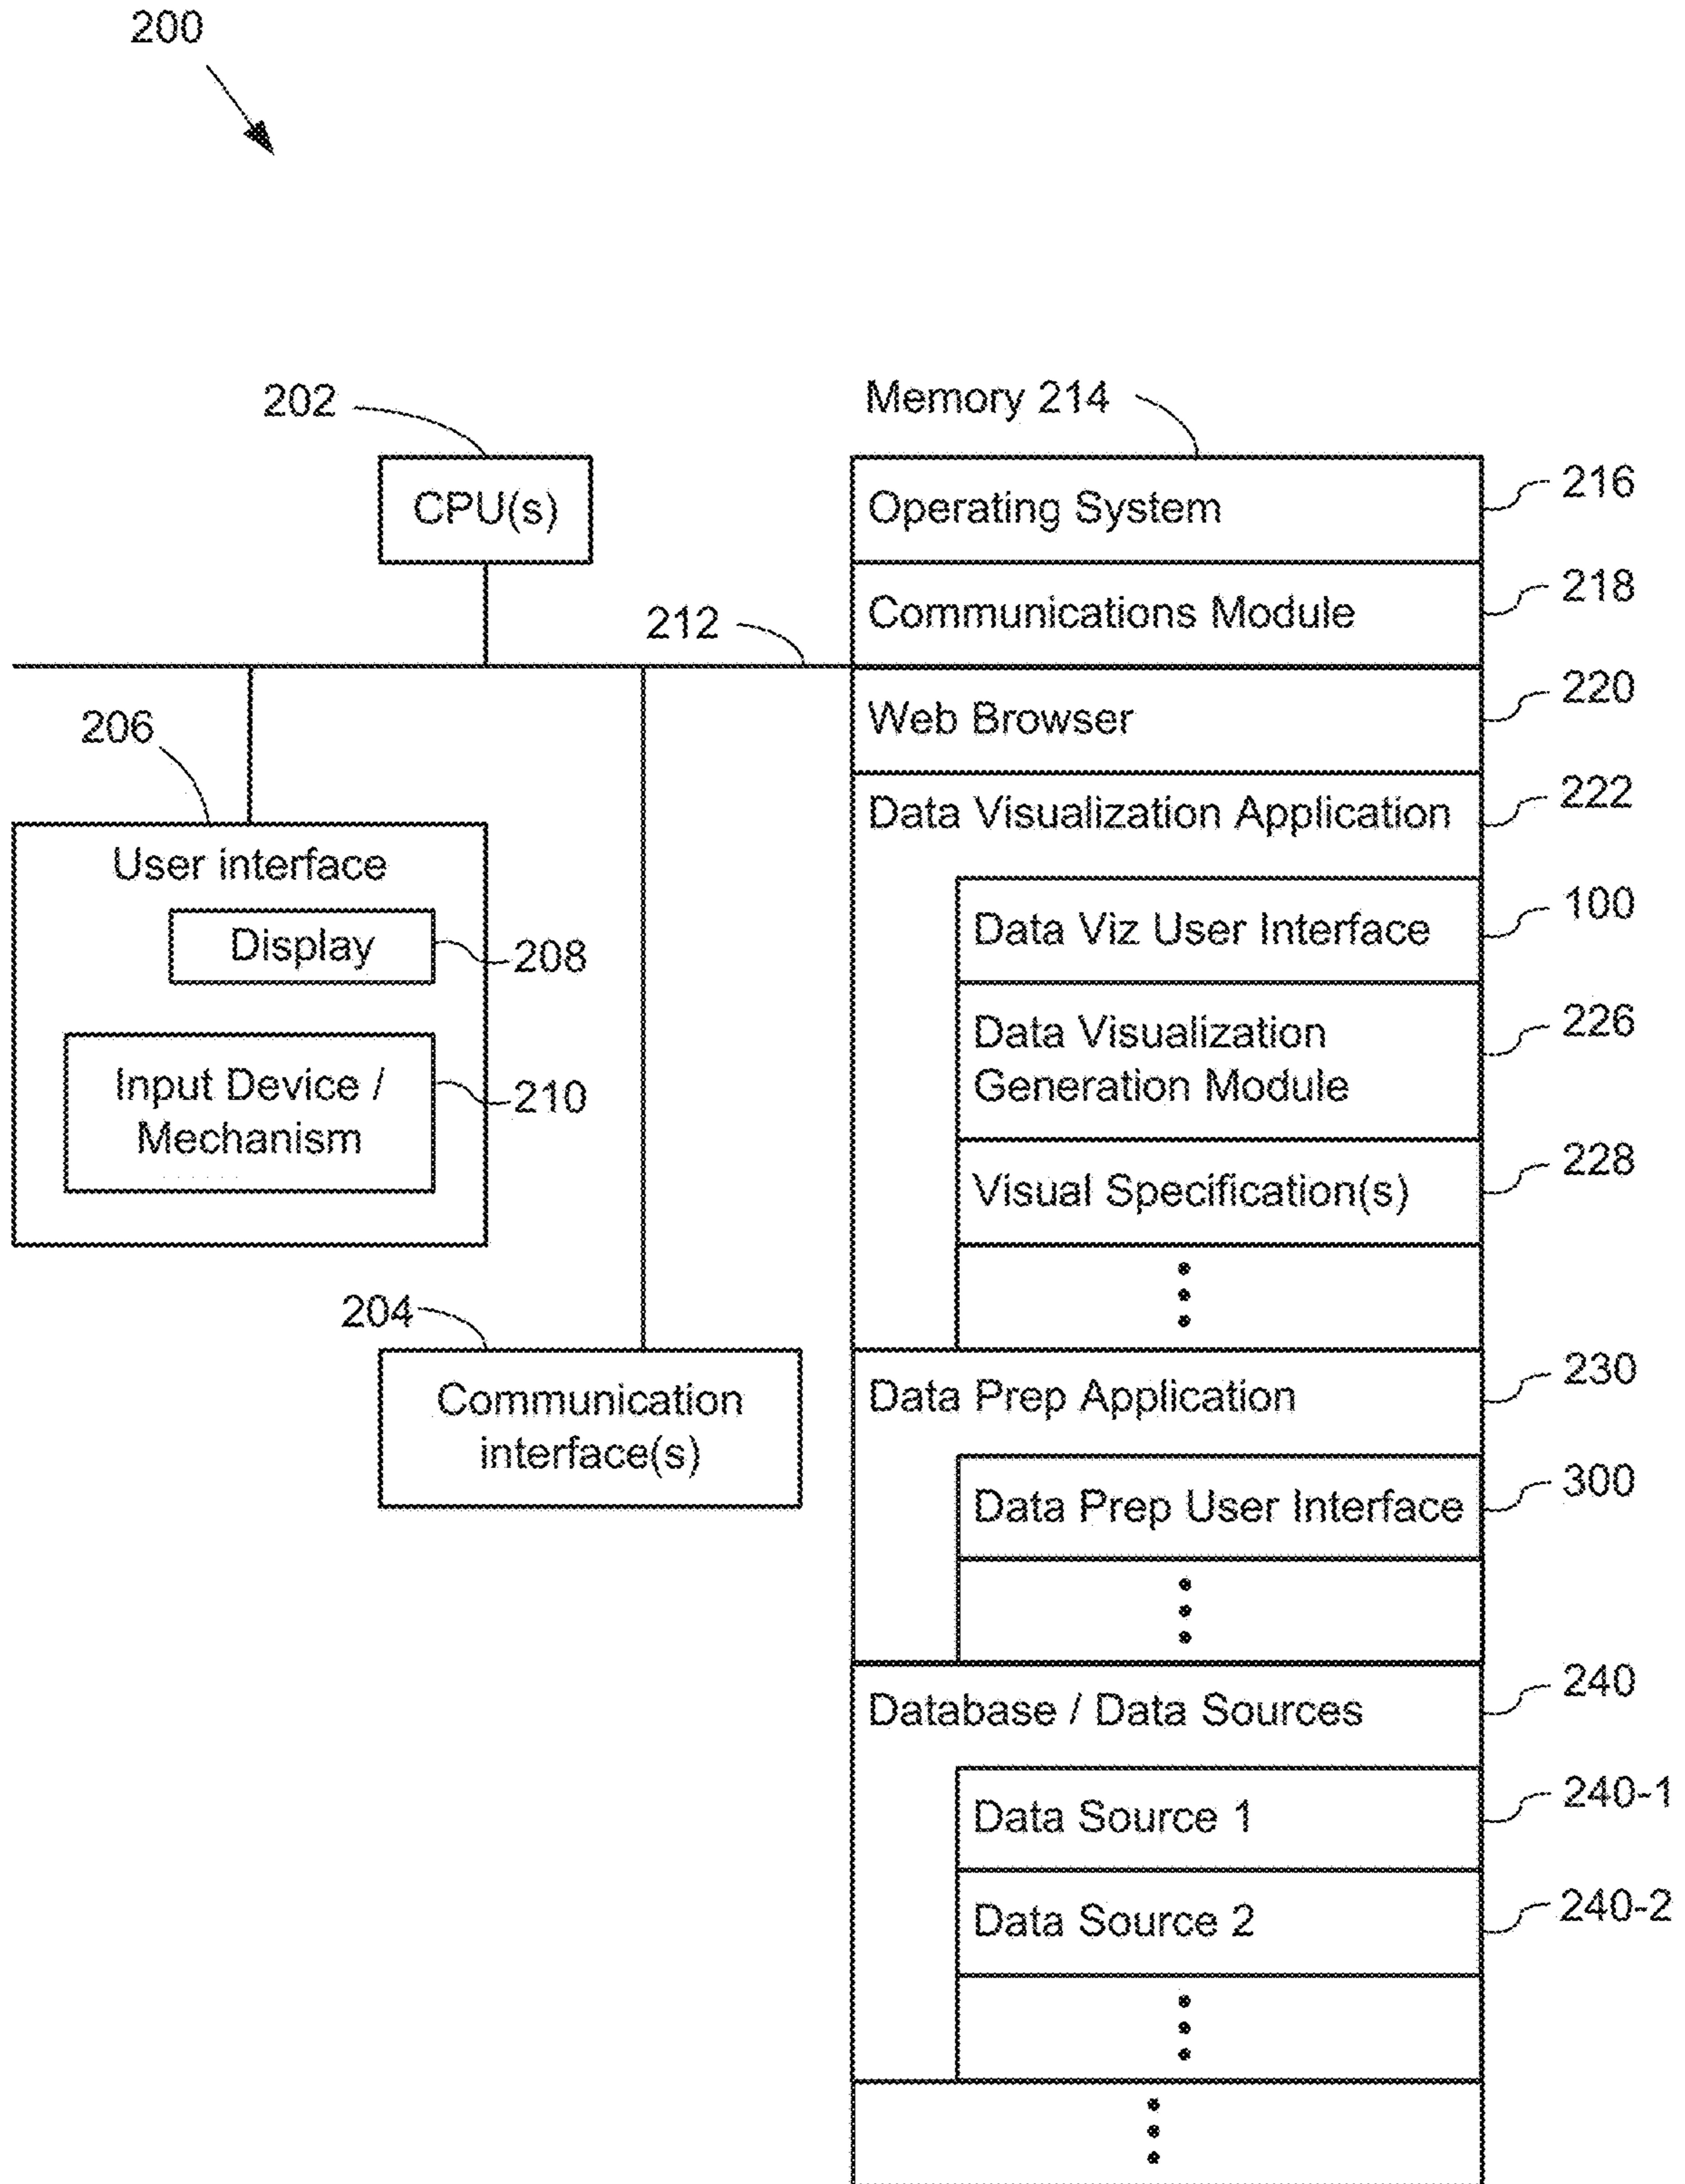 200
202
CPU(s)
212
206
User interface
Display
208
Input Device /
Mechanism
210
204
Communication
interface(s)
Memory 214
Operating System
216
Communications Module
218
Web Browser
220
Data Visualization Application
222
Data Viz User Interface
100
Data Visualization
Generation Module
226
Visual Specification(s)
228
Data Prep Application
230
Data Prep User Interface
300
Database / Data Sources
240
Data Source 1
240-1
Data Source 2
240-2